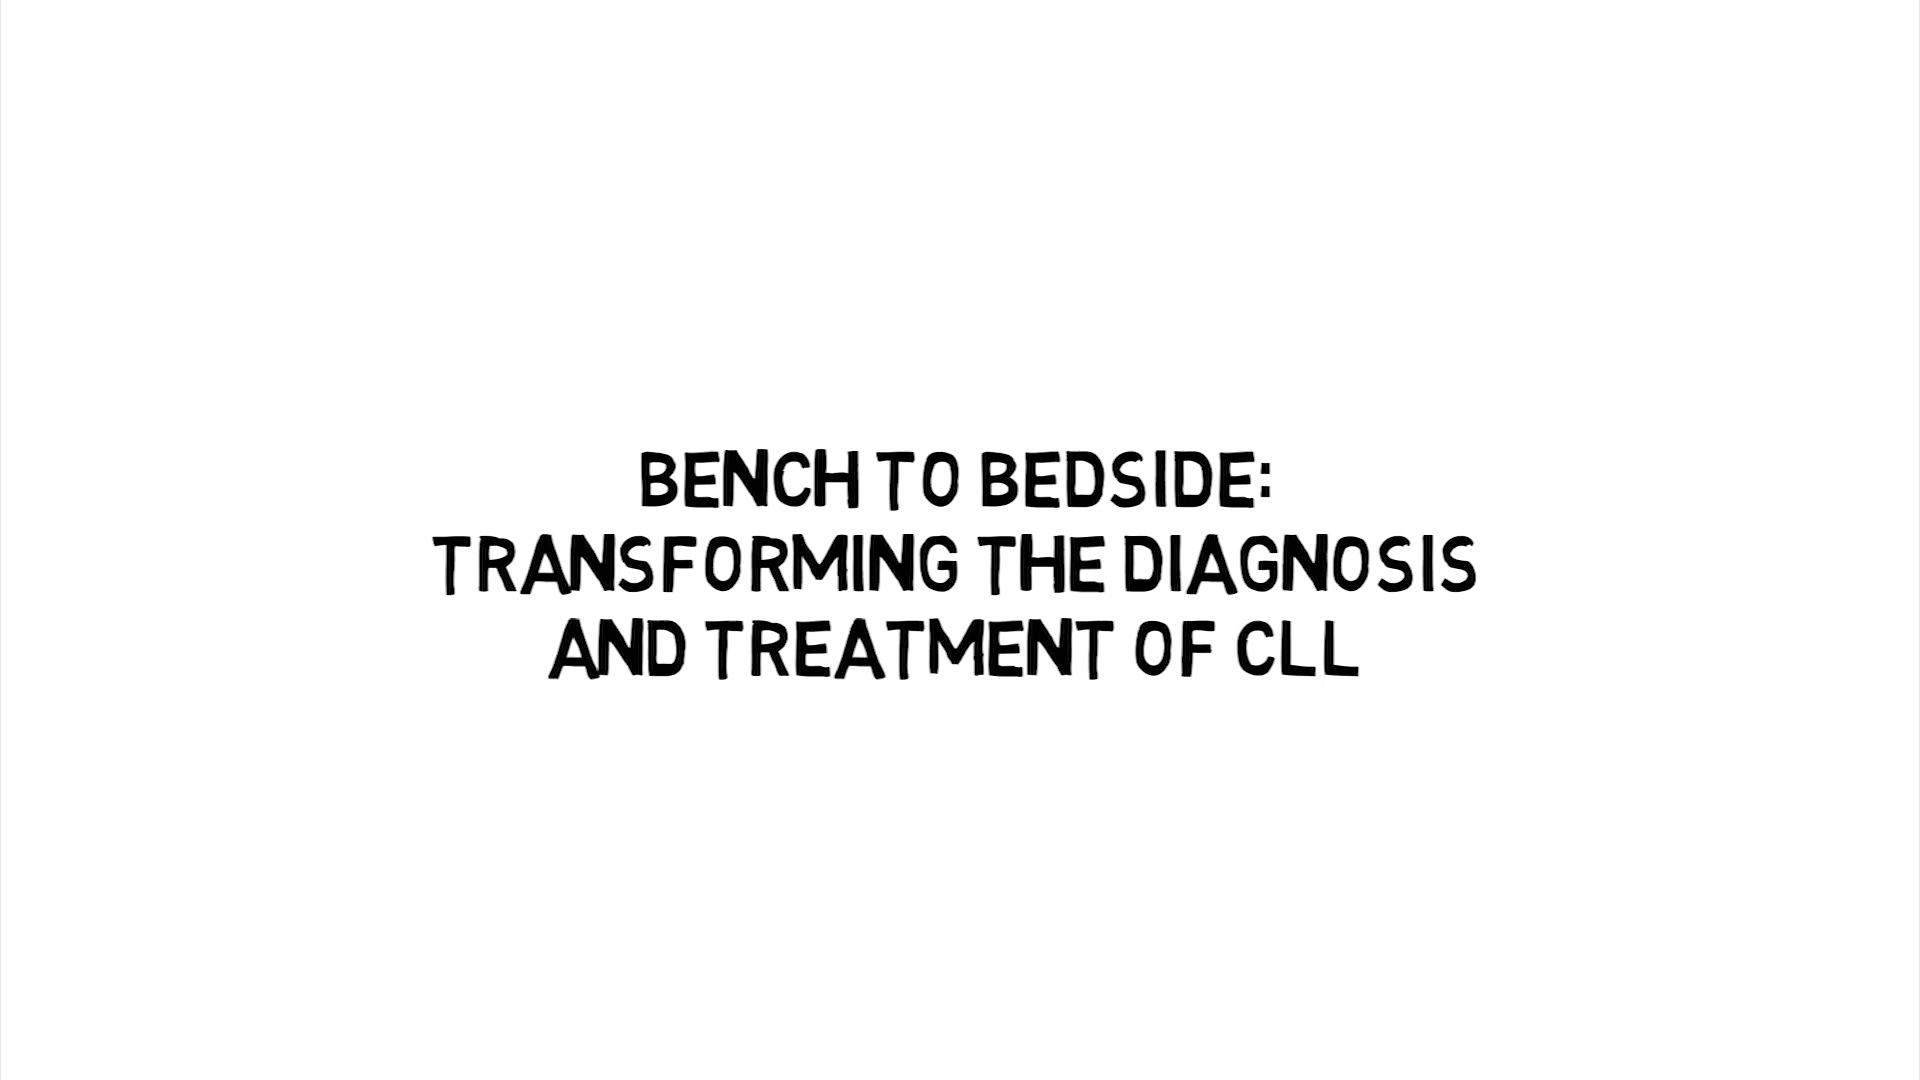 BENCH TO BEDSIDE:
TRANSFORMING THE DIAGNOSIS
AND TREATMENT OF CLL